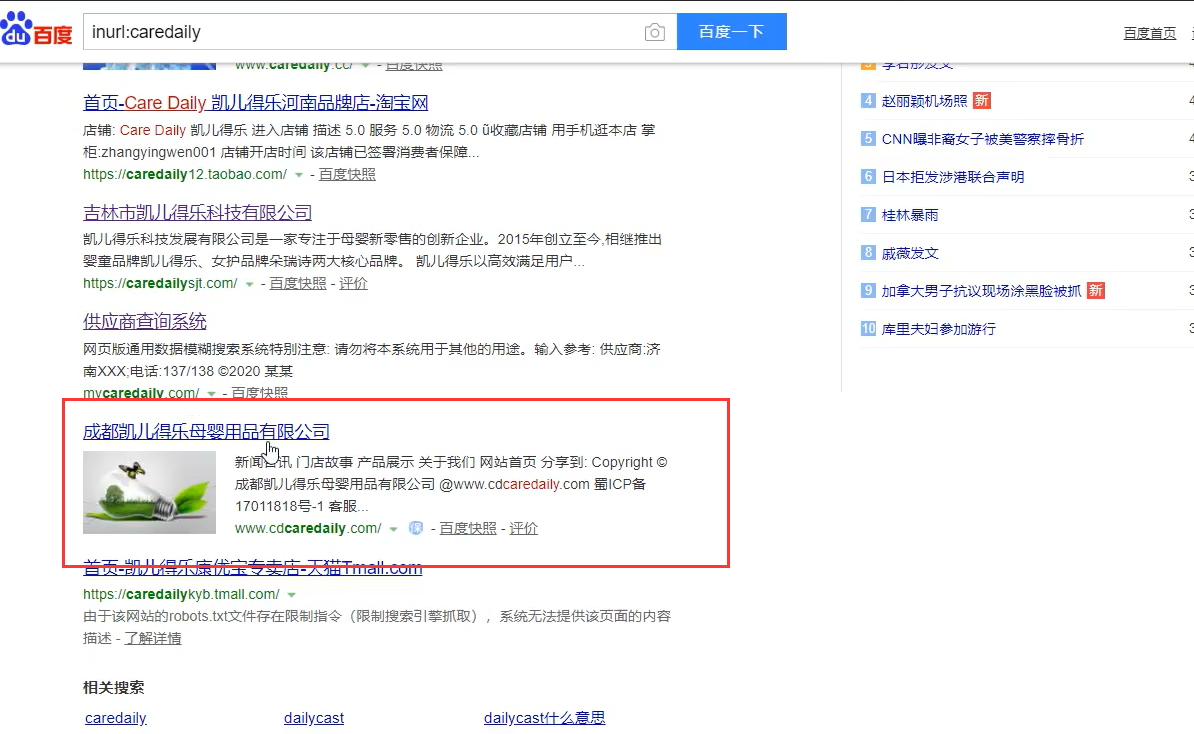 du 百度
inurl:caredaily
百度一下
百度首页
www.caredaily.cc/ - 百度快照
首页-Care Daily 凯儿得乐河南品牌店-淘宝网
店铺: Care Daily 凯儿得乐 进入店铺 描述 5.0 服务 5.0 物流 5.0 ũ收藏店铺 用手机逛本店 掌
柜:zhangyingwen001 店铺开店时间 该店铺已签署消费者保障...
https://caredaily12.taobao.com/ - 百度快照
吉林市凯儿得乐科技有限公司
凯儿得乐科技发展有限公司是一家专注于母婴新零售的创新企业。2015年创立至今,相继推出
婴童品牌凯儿得乐、女护品牌朵瑞诗两大核心品牌。 凯儿得乐以高效满足用户...
https://caredailysjt.com/ - 百度快照 - 评价
供应商查询系统
网页版通用数据模糊搜索系统特别注意: 请勿将本系统用于其他的用途。输入参考: 供应商:济
南XXX;电话:137/138 ©2020 某某
mycaredaily.com/ - 百度快照
成都凯儿得乐母婴用品有限公司
新闻资讯 门店故事 产品展示 关于我们 网站首页 分享到: Copyright ©
成都凯儿得乐母婴用品有限公司 @www.cdcaredaily.com 蜀ICP备
17011818号-1 客服...
www.cdcaredaily.com/ 保 - 百度快照 - 评价
首页-凯儿得乐康优宝专卖店-天猫Tmall.com
https://caredailykyb.tmall.com/
由于该网站的robots.txt文件存在限制指令（限制搜索引擎抓取），系统无法提供该页面的内容
描述 - 了解详情
相关搜索
caredaily dailycast dailycast什么意思
3 李若彤发文
4 赵丽颖机场照 新 4
5 CNN曝非裔女子被美警察摔骨折 4
6 日本拒发涉港联合声明 3
7 桂林暴雨 3
8 戚薇发文 3
9 加拿大男子抗议现场涂黑脸被抓 新 3
10 库里夫妇参加游行 3